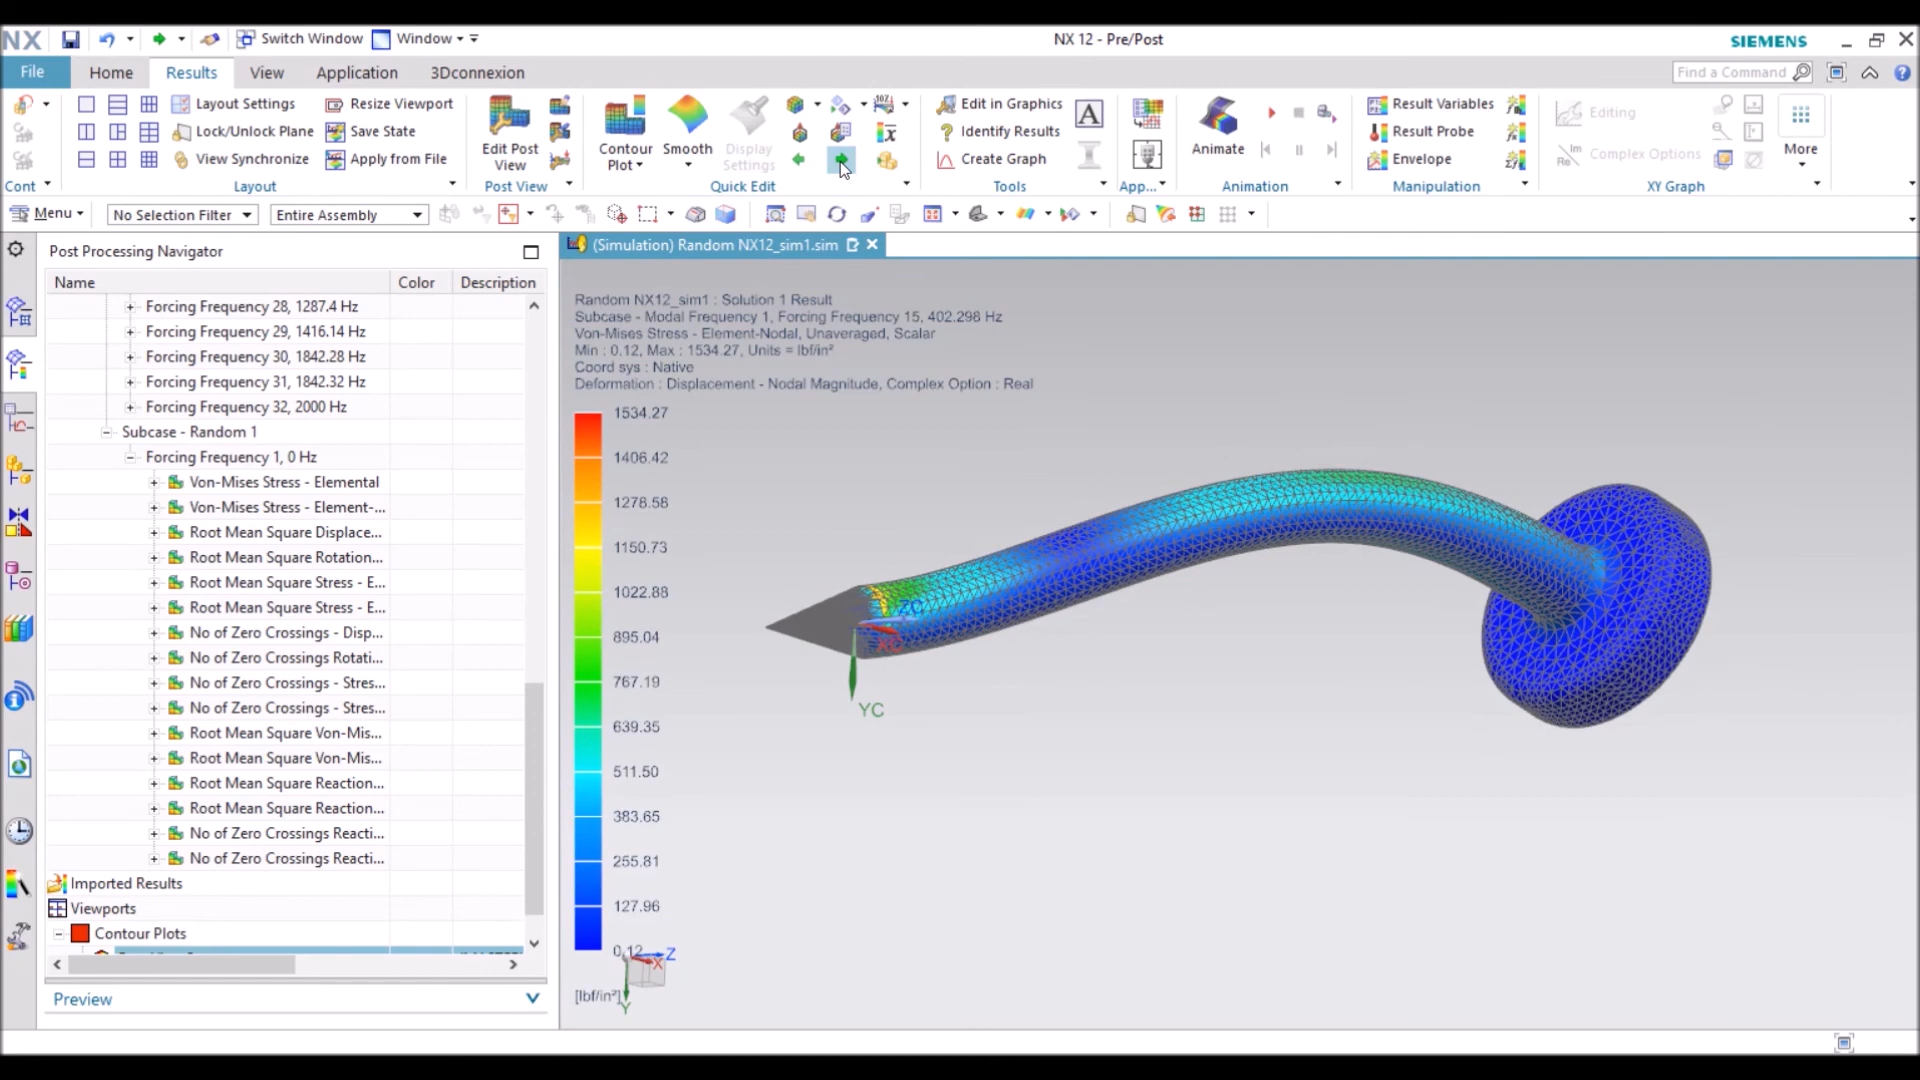 NX Switch Window Window NX 12 - Pre/Post SIEMENS
File Home Results View Application 3Dconnexion Find a Command
Layout Settings Resize Viewport
Lock/Unlock Plane Save State
View Synchronize Apply from File
Edit Post View
Contour Plot
Smooth
Display Settings
Edit in Graphics
Identify Results
Create Graph
A
Animate
Result Variables
Result Probe
Envelope
Editing
Complex Options
More
Cont Layout Post View Quick Edit Tools App... Animation Manipulation XY Graph
Menu No Selection Filter Entire Assembly
Post Processing Navigator
Name Color Description
Forcing Frequency 28, 1287.4 Hz
Forcing Frequency 29, 1416.14 Hz
Forcing Frequency 30, 1842.28 Hz
Forcing Frequency 31, 1842.32 Hz
Forcing Frequency 32, 2000 Hz
Subcase - Random 1
Forcing Frequency 1, 0 Hz
Von-Mises Stress - Elemental
Von-Mises Stress - Element-...
Root Mean Square Displace...
Root Mean Square Rotation...
Root Mean Square Stress - E...
Root Mean Square Stress - E...
No of Zero Crossings - Disp...
No of Zero Crossings Rotati...
No of Zero Crossings - Stres...
No of Zero Crossings - Stres...
Root Mean Square Von-Mis...
Root Mean Square Von-Mis...
Root Mean Square Reaction...
Root Mean Square Reaction...
No of Zero Crossings Reacti...
No of Zero Crossings Reacti...
Imported Results
Viewports
Contour Plots
Preview
(Simulation) Random NX12_sim1.sim
Random NX12_sim1 : Solution 1 Result
Subcase - Modal Frequency 1, Forcing Frequency 15, 402.298 Hz
Von-Mises Stress - Element-Nodal, Unaveraged, Scalar
Min : 0.12, Max : 1534.27, Units = lbf/in²
Coord sys : Native
Deformation : Displacement - Nodal Magnitude, Complex Option : Real
1534.27
1406.42
1278.58
1150.73
1022.88
895.04
767.19
639.35
511.50
383.65
255.81
127.96
0.12
[lbf/in²]
Z
X
Y
ZC
XC
YC